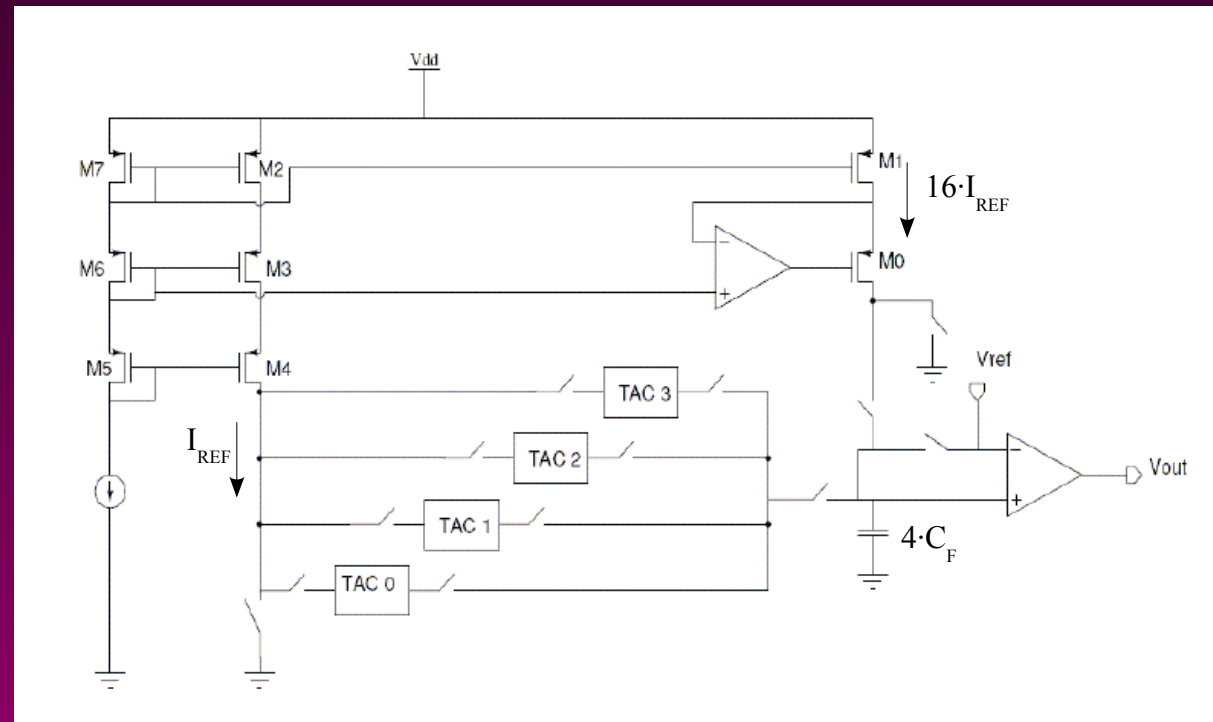 Vdd
M7
M2
M1
16·I_REF
M6
M3
M0
−
+
M5
M4
Vref
TAC 3
I_REF
TAC 2
−
Vout
+
TAC 1
4·C_F
TAC 0